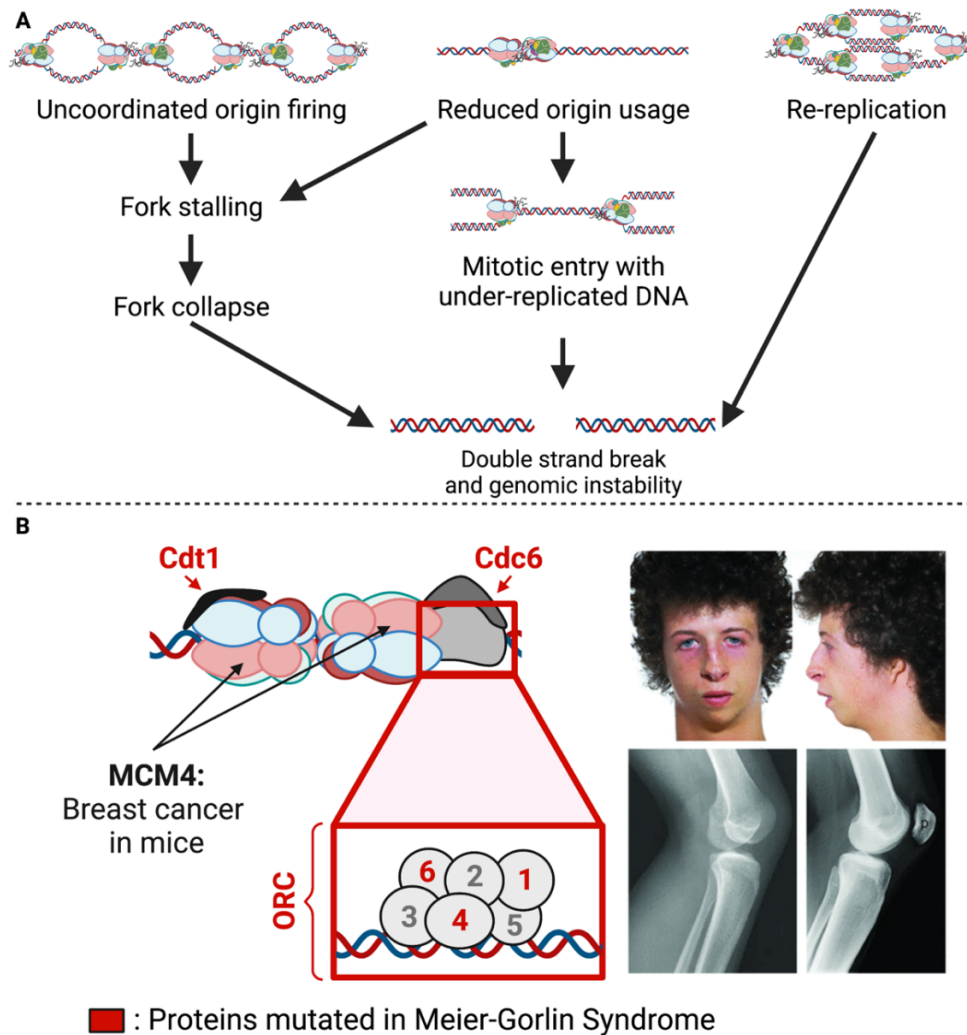 A
Uncoordinated origin firing
Reduced origin usage
Re-replication
Fork stalling
Fork collapse
Mitotic entry with
under-replicated DNA
Double strand break
and genomic instability
B
Cdt1
Cdc6
MCM4:
Breast cancer
in mice
ORC
6
2
1
3
4
5
p
: Proteins mutated in Meier-Gorlin Syndrome